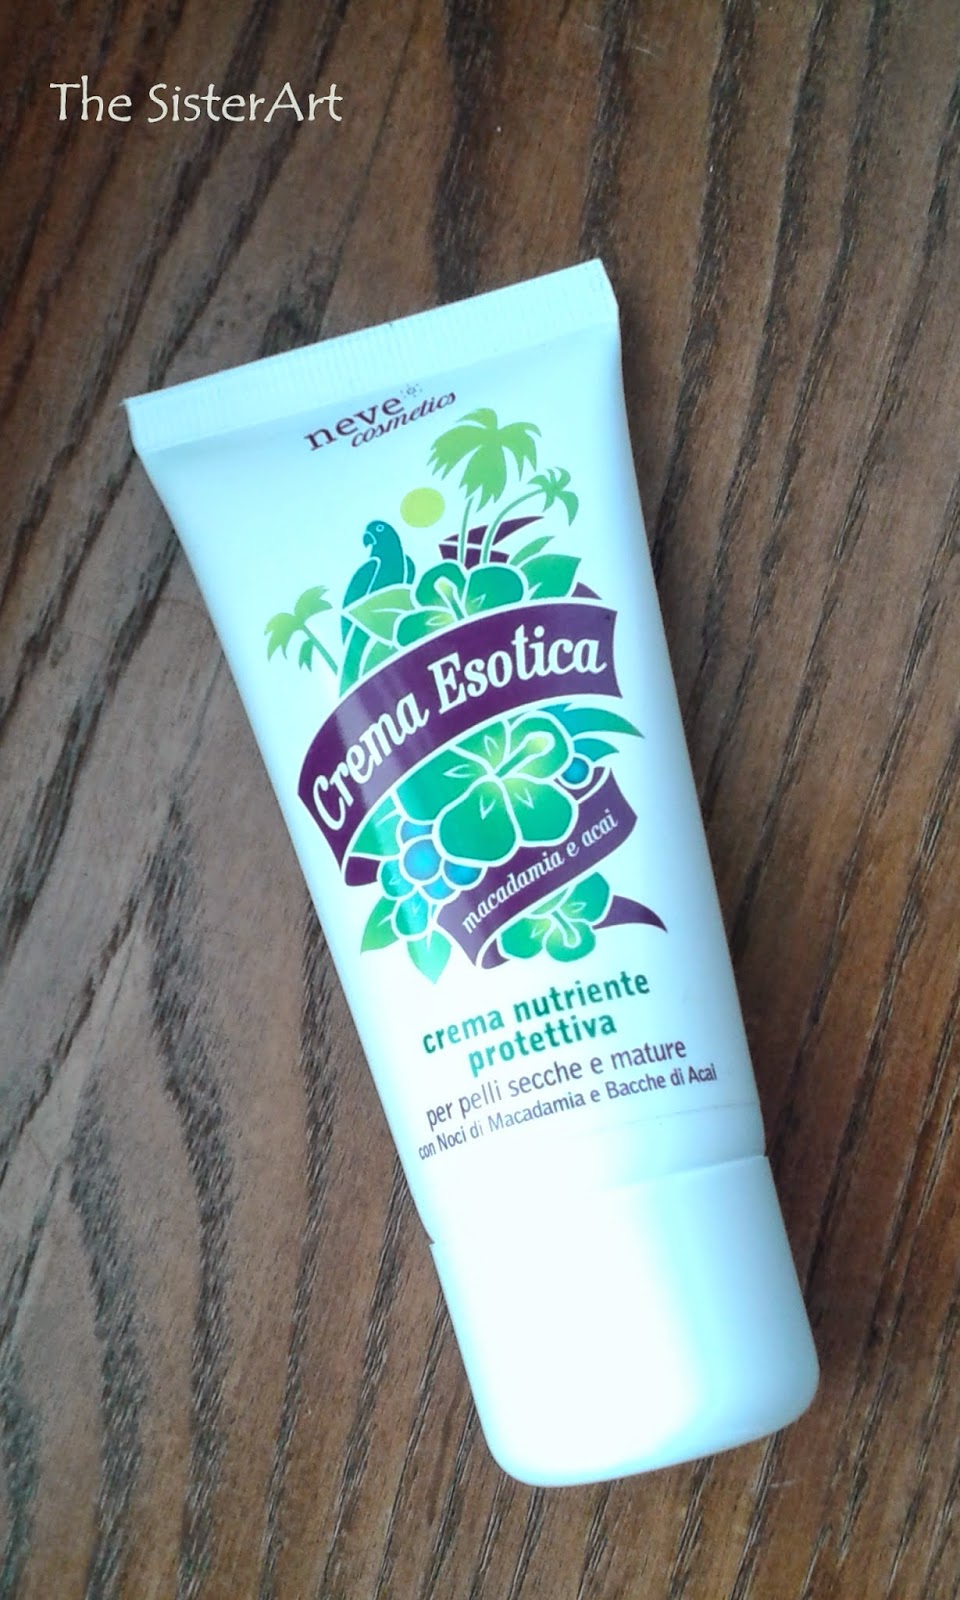 The SisterArt
neve
cosmetics
Crema Esotica
macadamia e acai
crema nutriente
protettiva
per pelli secche e mature
con Noci di Macadamia e Bacche di Acai